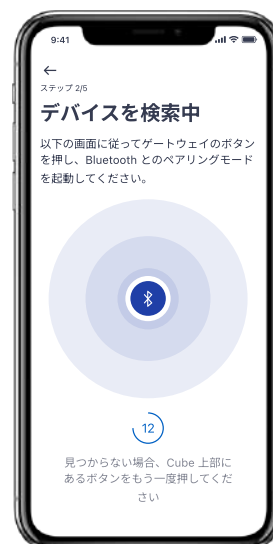 9:41
ステップ 2/5
デバイスを検索中
以下の画面に従ってゲートウェイのボタン
を押し、Bluetooth とのペアリングモード
を起動してください。
12
見つからない場合、Cube 上部に
あるボタンをもう一度押してくだ
さい